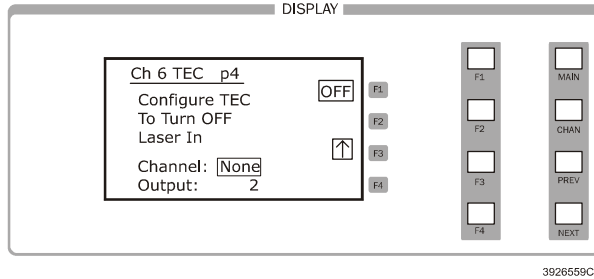 DISPLAY
Ch 6 TEC p4
OFF
F1
Configure TEC
To Turn OFF
F2
Laser In
↑
F3
Channel: None
Output: 2
F4
F1
MAIN
F2
CHAN
F3
PREV
F4
NEXT
3926559C